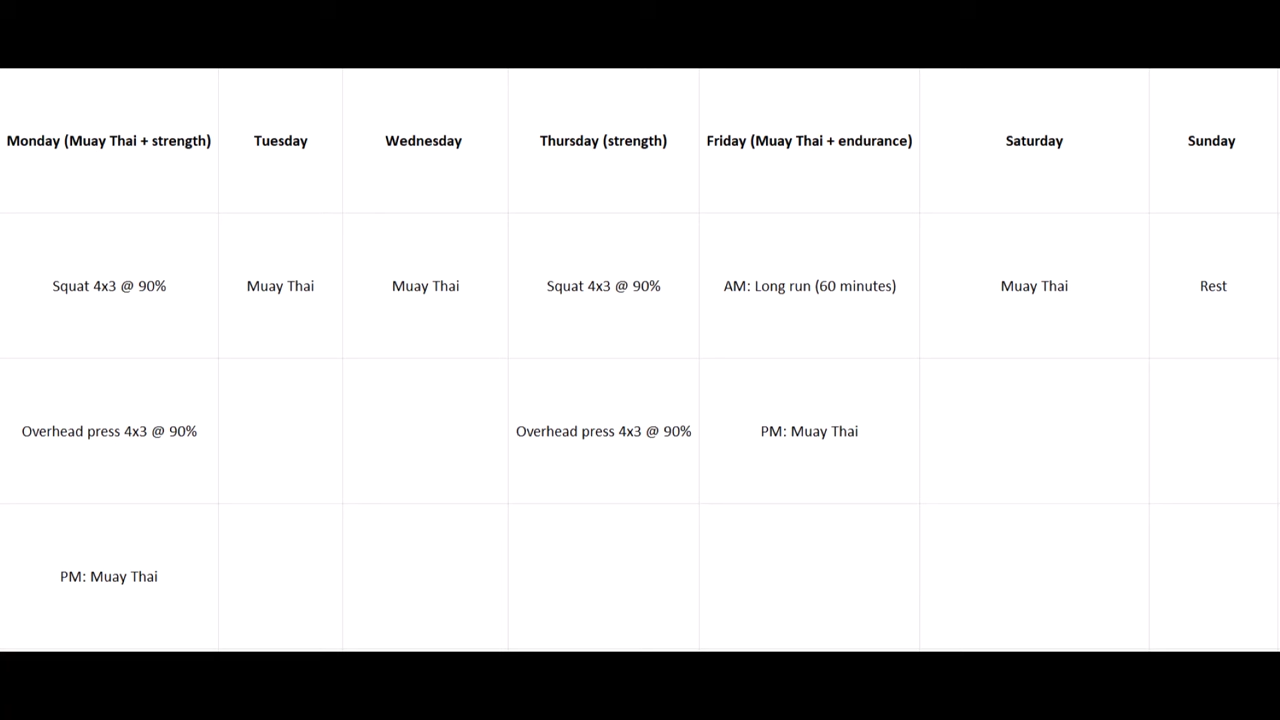 Monday (Muay Thai + strength) Tuesday Wednesday Thursday (strength) Friday (Muay Thai + endurance) Saturday Sunday
Squat 4x3 @ 90% Muay Thai Muay Thai Squat 4x3 @ 90% AM: Long run (60 minutes) Muay Thai Rest
Overhead press 4x3 @ 90% Overhead press 4x3 @ 90% PM: Muay Thai
PM: Muay Thai